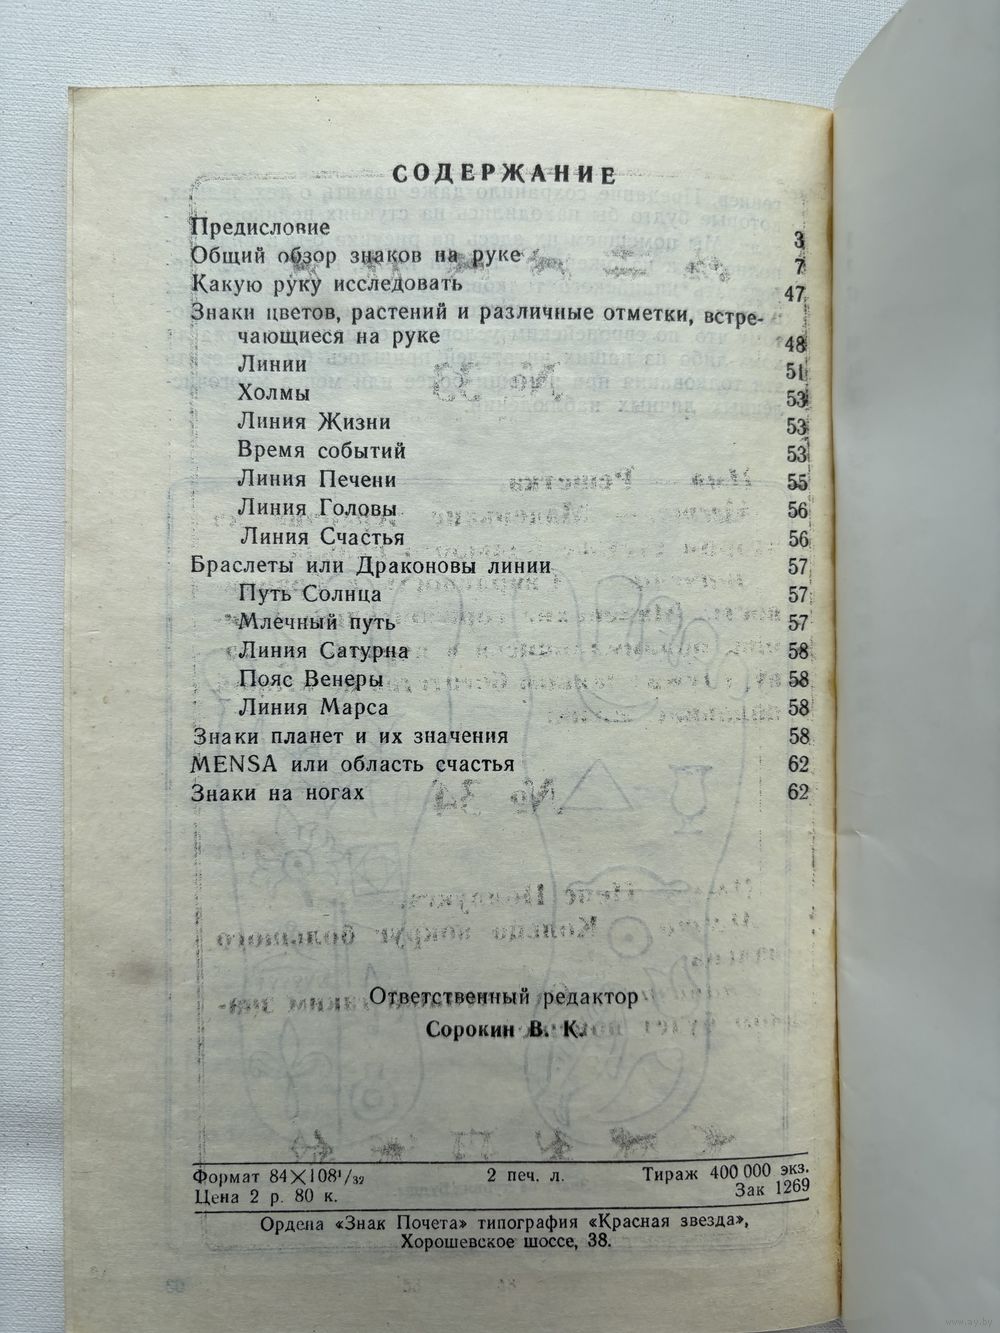 СОДЕРЖАНИЕ
Предисловие 3
Общий обзор знаков на руке 7
Какую руку исследовать 47
Знаки цветов, растений и различные отметки, встре-
чающиеся на руке 48
Линии 51
Холмы 53
Линия Жизни 53
Время событий 53
Линия Печени 55
Линия Головы 56
Линия Счастья 56
Браслеты или Драконовы линии 57
Путь Солнца 57
Млечный путь 57
Линия Сатурна 58
Пояс Венеры 58
Линия Марса 58
Знаки планет и их значения 58
MENSA или область счастья 62
Знаки на ногах 62
Ответственный редактор
Сорокин В. К.
Формат 84×108¹/₃₂ 2 печ. л. Тираж 400 000 экз.
Цена 2 р. 80 к. Зак 1269
Ордена «Знак Почета» типография «Красная звезда»,
Хорошевское шоссе, 38.
www.ay.by